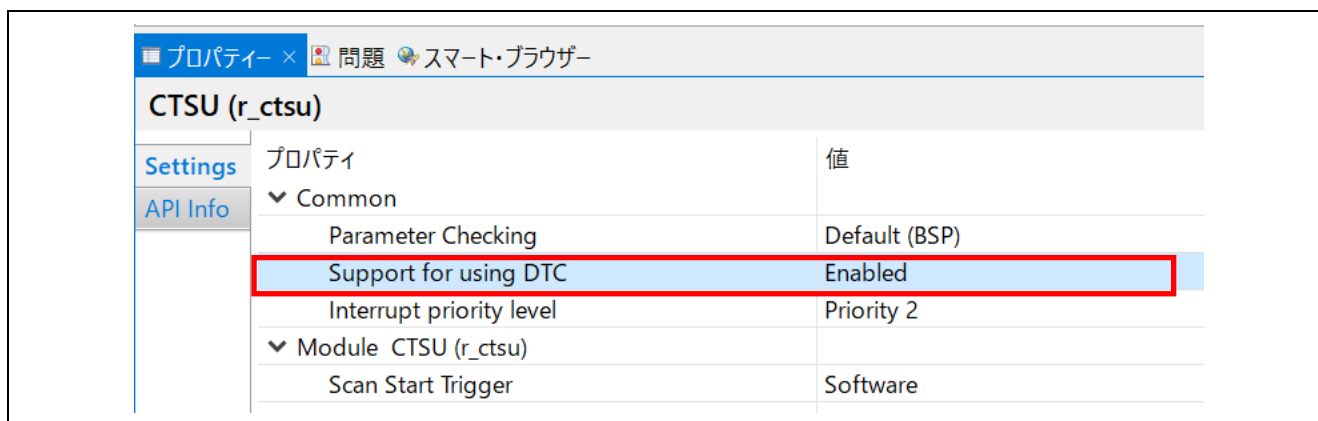 プロパティー × 問題 スマート・ブラウザー
CTSU (r_ctsu)
Settings プロパティ 値
API Info Common
Parameter Checking Default (BSP)
Support for using DTC Enabled
Interrupt priority level Priority 2
Module CTSU (r_ctsu)
Scan Start Trigger Software